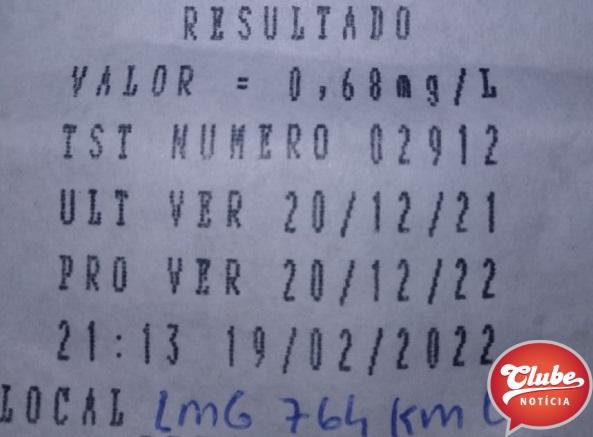 RESULTADO
VALOR = 0,68mg/L
TST NUMERO 02912
ULT VER 20/12/21
PRO VER 20/12/22
21:13 19/02/2022
LOCAL LMG 764 km
Clube
NOTÍCIA